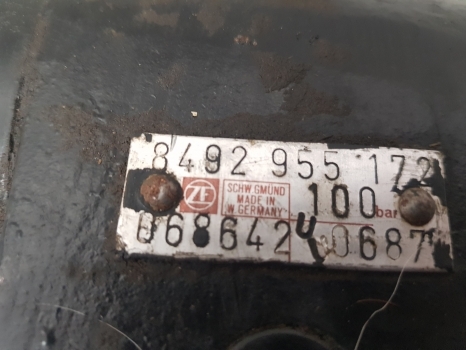 8492 955 172
ZF
SCHW. GMÜND
MADE IN
W GERMANY
100 bar
068642 0687